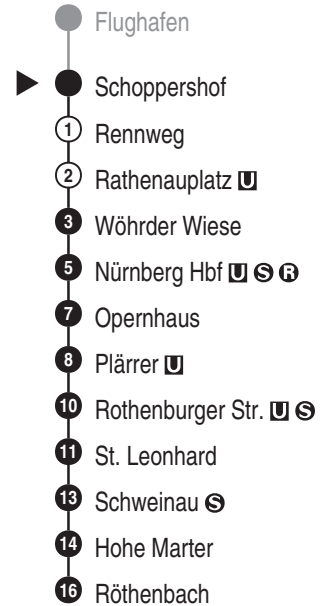 Flughafen
Schoppershof
1 Rennweg
2 Rathenauplatz U
3 Wöhrder Wiese
5 Nürnberg Hbf U S R
7 Opernhaus
8 Plärrer U
10 Rothenburger Str. U S
11 St. Leonhard
13 Schweinau S
14 Hohe Marter
16 Röthenbach